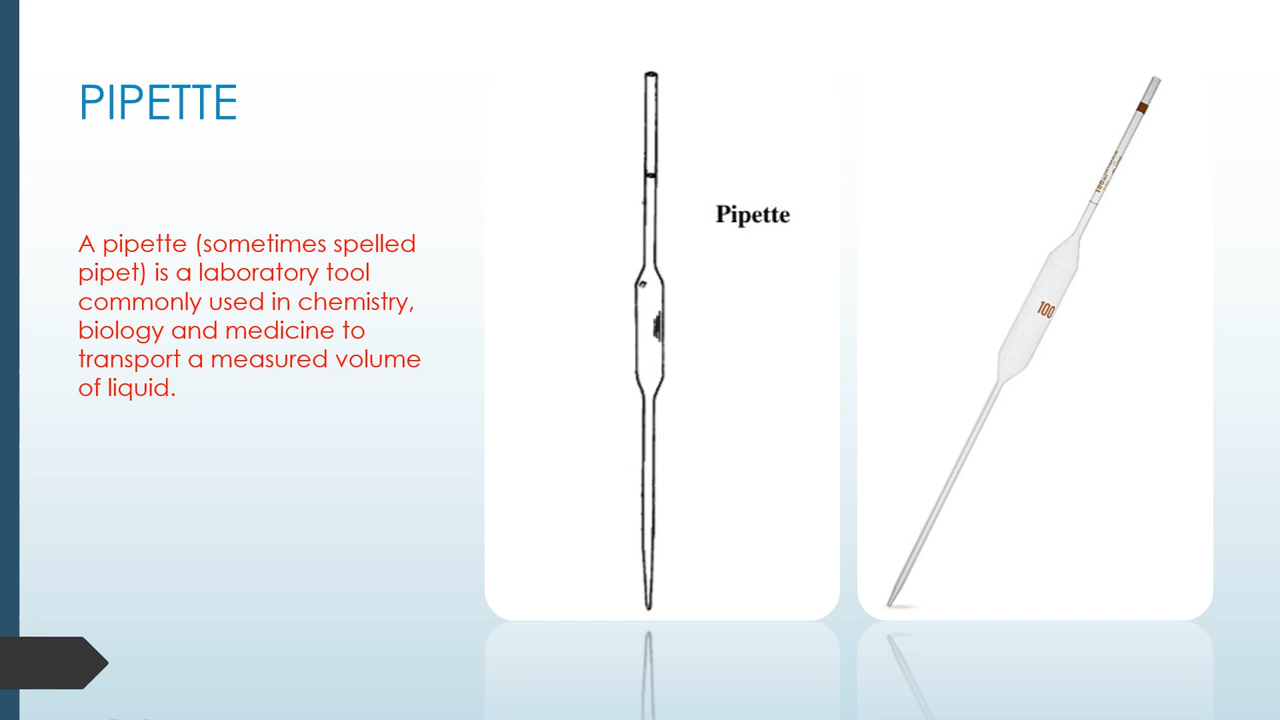 PIPETTE
A pipette (sometimes spelled
pipet) is a laboratory tool
commonly used in chemistry,
biology and medicine to
transport a measured volume
of liquid.
Pipette
100